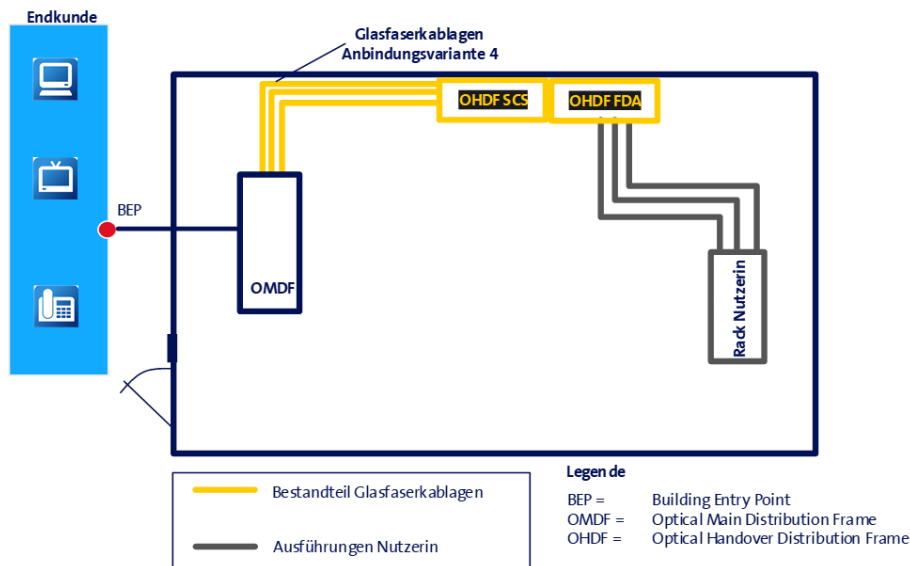 Endkunde
Glasfaserkablagen
Anbindungsvariante 4
OHDF SCS
OHDF FDA
BEP
OMDF
Rack Nutzerin
Bestandteil Glasfaserkablagen
Ausführungen Nutzerin
Legende
BEP = Building Entry Point
OMDF = Optical Main Distribution Frame
OHDF = Optical Handover Distribution Frame